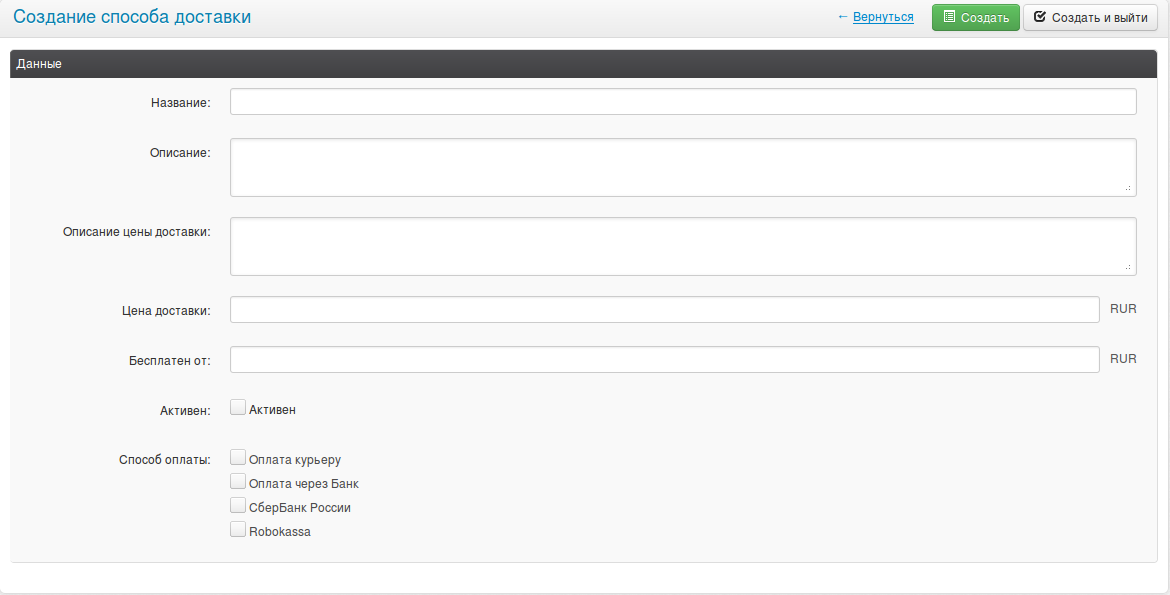 Создание способа доставки
← Вернуться
Создать
Создать и выйти
Данные
Название:
Описание:
Описание цены доставки:
Цена доставки:
RUR
Бесплатен от:
RUR
Активен:
Активен
Способ оплаты:
Оплата курьеру
Оплата через Банк
СберБанк России
Robokassa